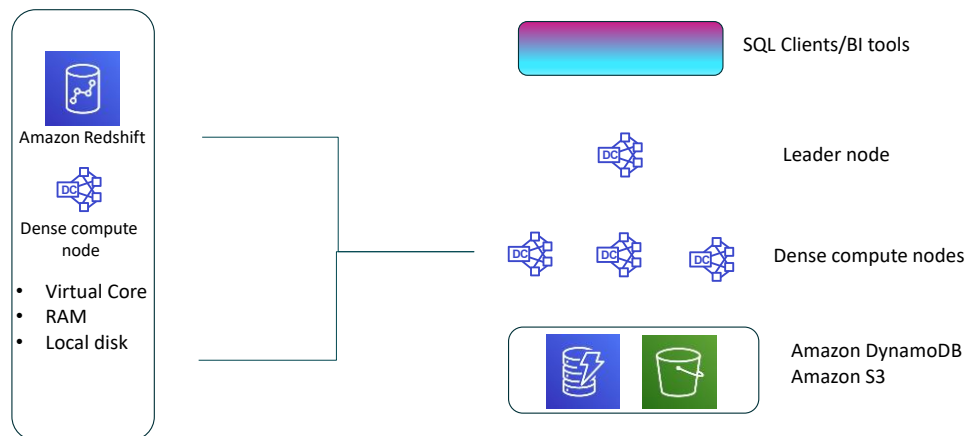 Amazon Redshift
DC
Dense compute
node
• Virtual Core
• RAM
• Local disk
SQL Clients/BI tools
DC
Leader node
DC
DC
DC
Dense compute nodes
Amazon DynamoDB
Amazon S3